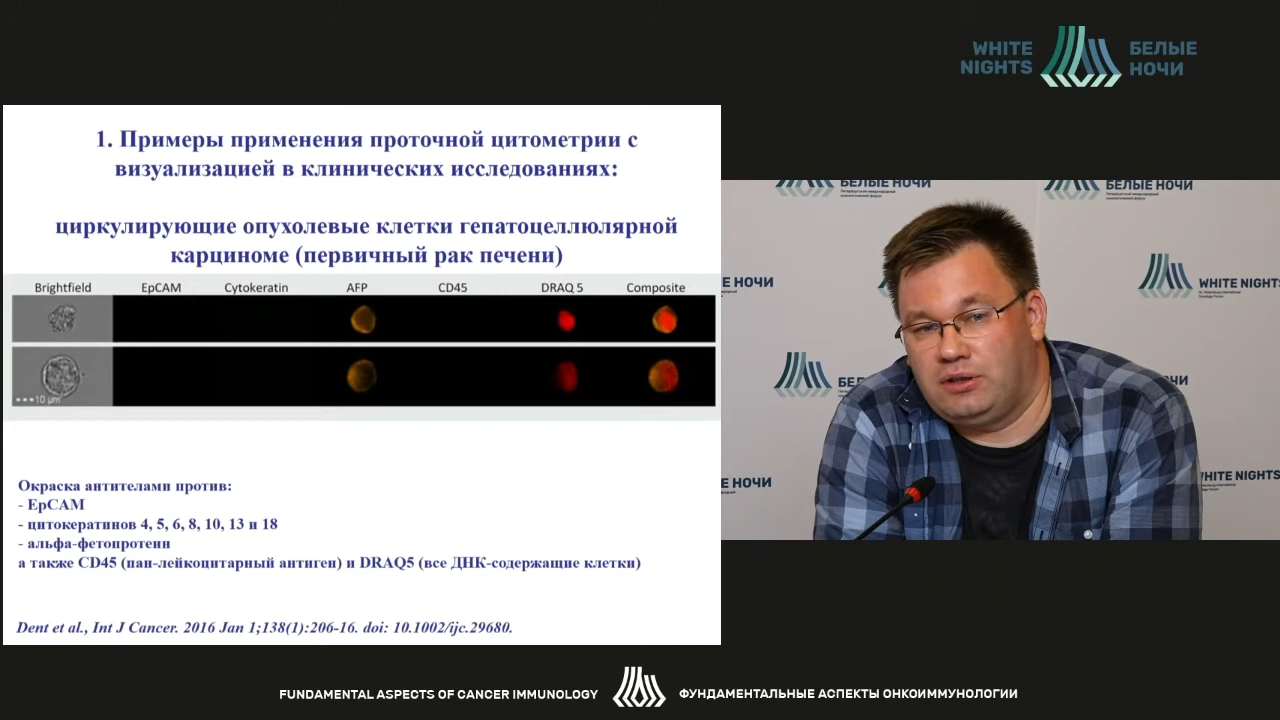 WHITE
NIGHTS
БЕЛЫЕ
НОЧИ
1. Примеры применения проточной цитометрии с
визуализацией в клинических исследованиях:
циркулирующие опухолевые клетки гепатоцеллюлярной
карциноме (первичный рак печени)
Brightfield EpCAM Cytokeratin AFP CD45 DRAQ 5 Composite
10 µm
Окраска антителами против:
- EpCAM
- цитокератинов 4, 5, 6, 8, 10, 13 и 18
- альфа-фетопротеин
а также CD45 (пан-лейкоцитарный антиген) и DRAQ5 (все ДНК-содержащие клетки)
Dent et al., Int J Cancer. 2016 Jan 1;138(1):206-16. doi: 10.1002/ijc.29680.
БЕЛЫЕ НОЧИ
БЕЛЫЕ НОЧИ
Е НОЧИ
WHITE NIGHTS
БЕ
ОЧИ
Е НОЧИ
WHITE NIGHTS
FUNDAMENTAL ASPECTS OF CANCER IMMUNOLOGY
ФУНДАМЕНТАЛЬНЫЕ АСПЕКТЫ ОНКОИММУНОЛОГИИ